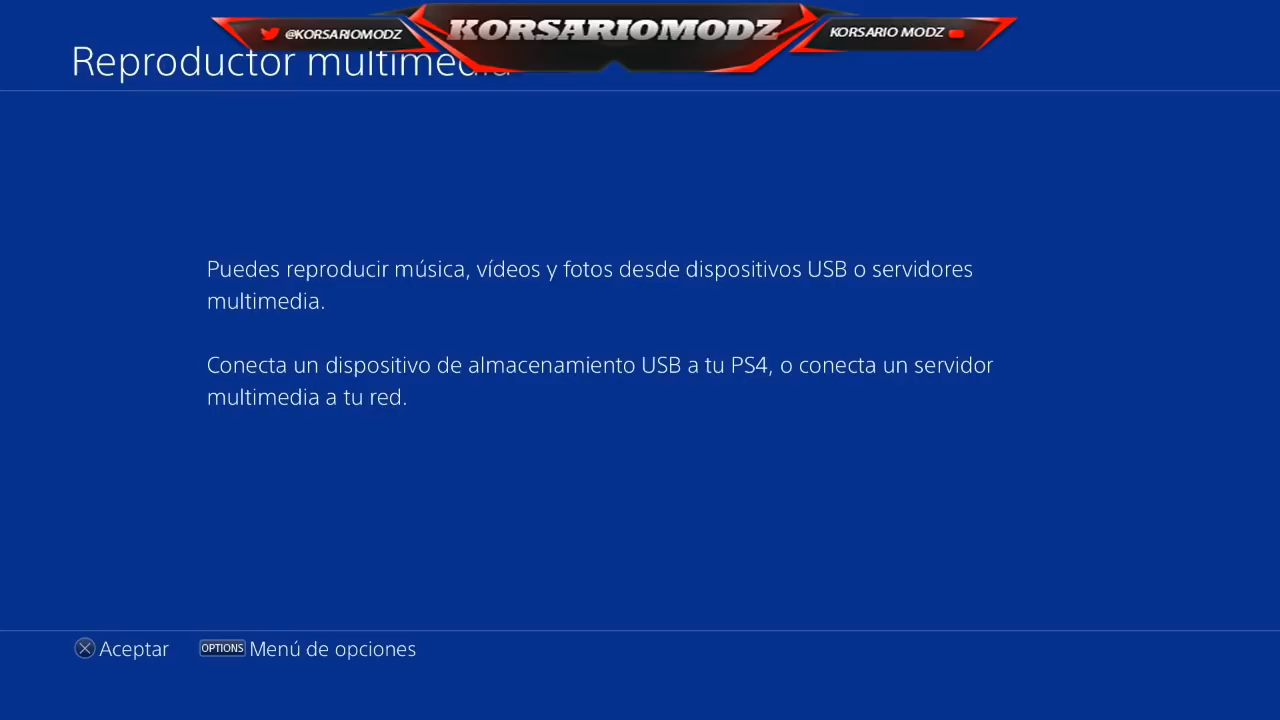 @KORSARIOMODZ
KORSARIOMODZ
KORSARIO MODZ
Reproductor multimedia
Puedes reproducir música, vídeos y fotos desde dispositivos USB o servidores
multimedia.
Conecta un dispositivo de almacenamiento USB a tu PS4, o conecta un servidor
multimedia a tu red.
Aceptar
OPTIONS Menú de opciones